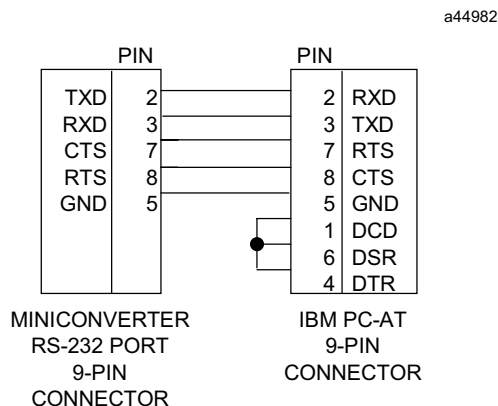 a44982
PIN PIN
TXD 2 2 RXD
RXD 3 3 TXD
CTS 7 7 RTS
RTS 8 8 CTS
GND 5 5 GND
1 DCD
6 DSR
4 DTR
MINICONVERTER IBM PC-AT
RS-232 PORT 9-PIN
9-PIN CONNECTOR
CONNECTOR